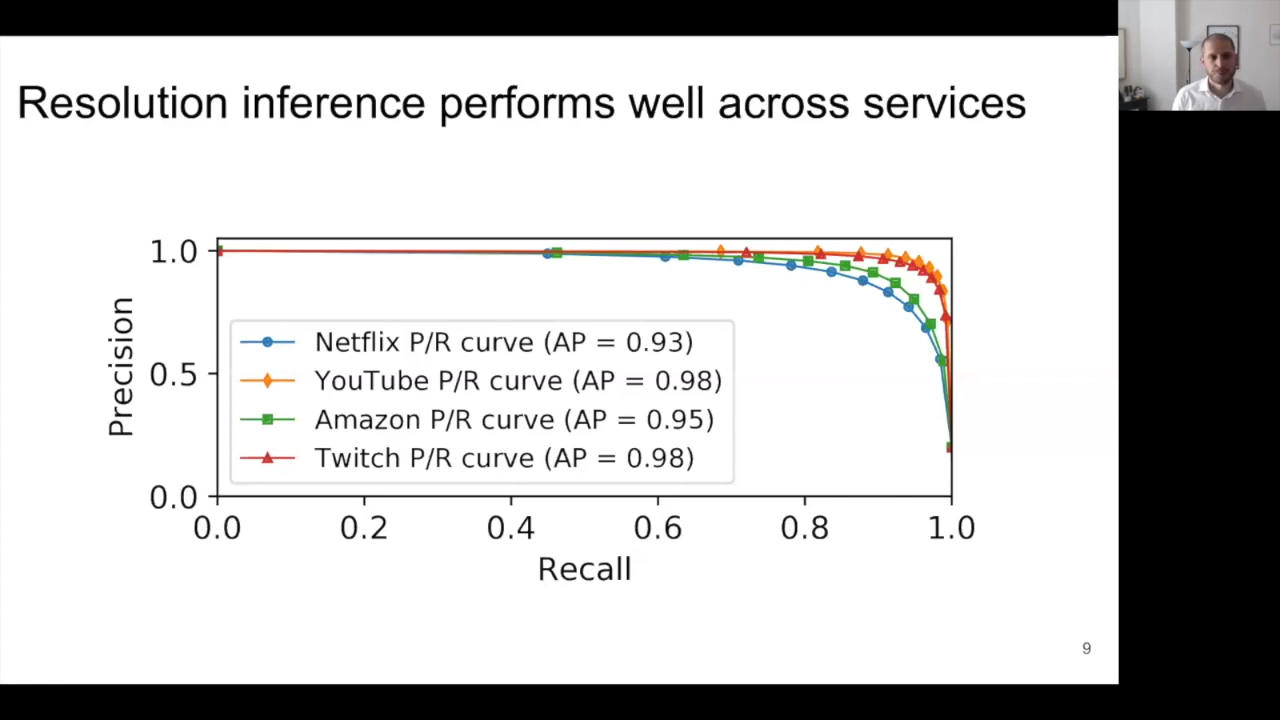 Resolution inference performs well across services
1.0
0.5
0.0
Precision
Netflix P/R curve (AP = 0.93)
YouTube P/R curve (AP = 0.98)
Amazon P/R curve (AP = 0.95)
Twitch P/R curve (AP = 0.98)
0.0 0.2 0.4 0.6 0.8 1.0
Recall
9